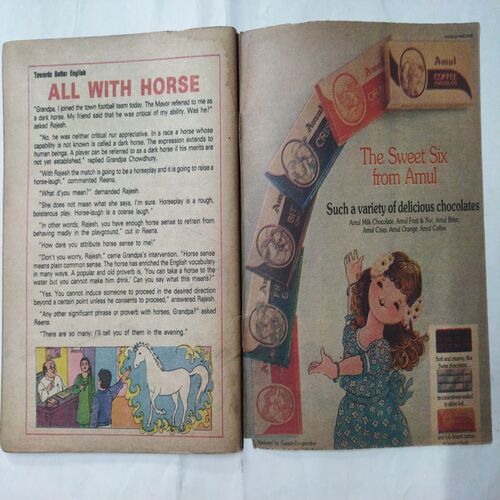 Towards Better English
ALL WITH HORSE
"Grandpa, I joined the town football team today. The Mayor referred to me as
a dark horse. My friend said that he was critical of my ability. Was he?"
asked Rajesh.
"No, he was neither critical nor appreciative. In a race a horse whose
capability is not known is called a dark horse. The expression extends to
human beings. A player can be referred to as a dark horse if his merits are
not yet established," replied Grandpa Chowdhury.
"With Rajesh the match is going to be a horseplay and it is going to raise a
horse-laugh," commented Reena.
"What d'you mean?" demanded Rajesh.
"She does not mean what she says, I'm sure. Horseplay is a rough,
boisterous play. Horse-laugh is a coarse laugh."
"In other words, Rajesh, you have enough horse sense to refrain from
behaving madly in the playground," cut in Reena.
"How dare you attribute horse sense to me!"
"Don't you worry, Rajesh," came Grandpa's intervention. "Horse sense
means plain common sense. The horse has enriched the English vocabulary
in many ways. A popular old proverb is, 'You can take a horse to the
water but you cannot make him drink.' Can you say what this means?"
"Yes. You cannot induce someone to proceed in the desired direction
beyond a certain point unless he consents to proceed," answered Rajesh.
"Any other significant phrase or proverb with horses, Grandpa?" asked
Reena.
"There are so many. I'll tell you of them in the evening."
Amul
COFFEE
CHOCOLATE
Amul
The Sweet Six
from Amul
Such a variety of delicious chocolates
Amul Milk Chocolate, Amul Fruit & Nut, Amul Bitter,
Amul Crisp, Amul Orange, Amul Coffee
Soft and creamy, like
Swiss chocolates